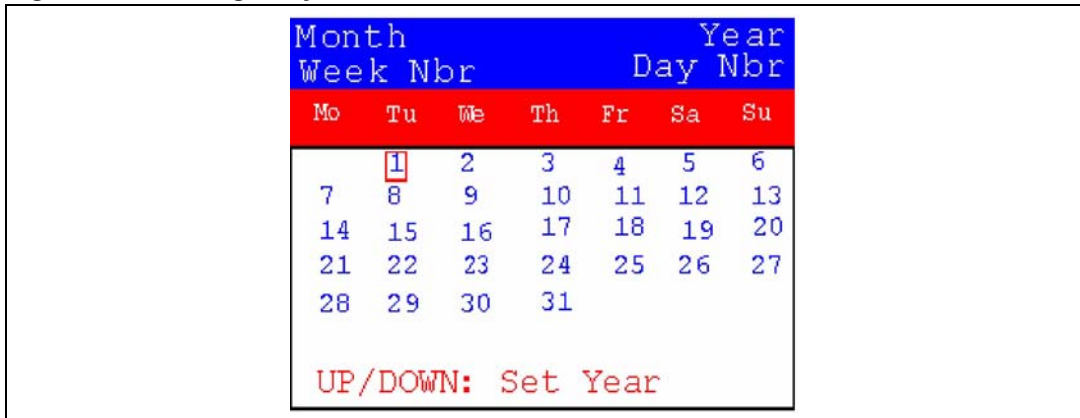 Month Year
Week Nbr Day Nbr
Mo Tu We Th Fr Sa Su
1 2 3 4 5 6
7 8 9 10 11 12 13
14 15 16 17 18 19 20
21 22 23 24 25 26 27
28 29 30 31
UP/DOWN: Set Year